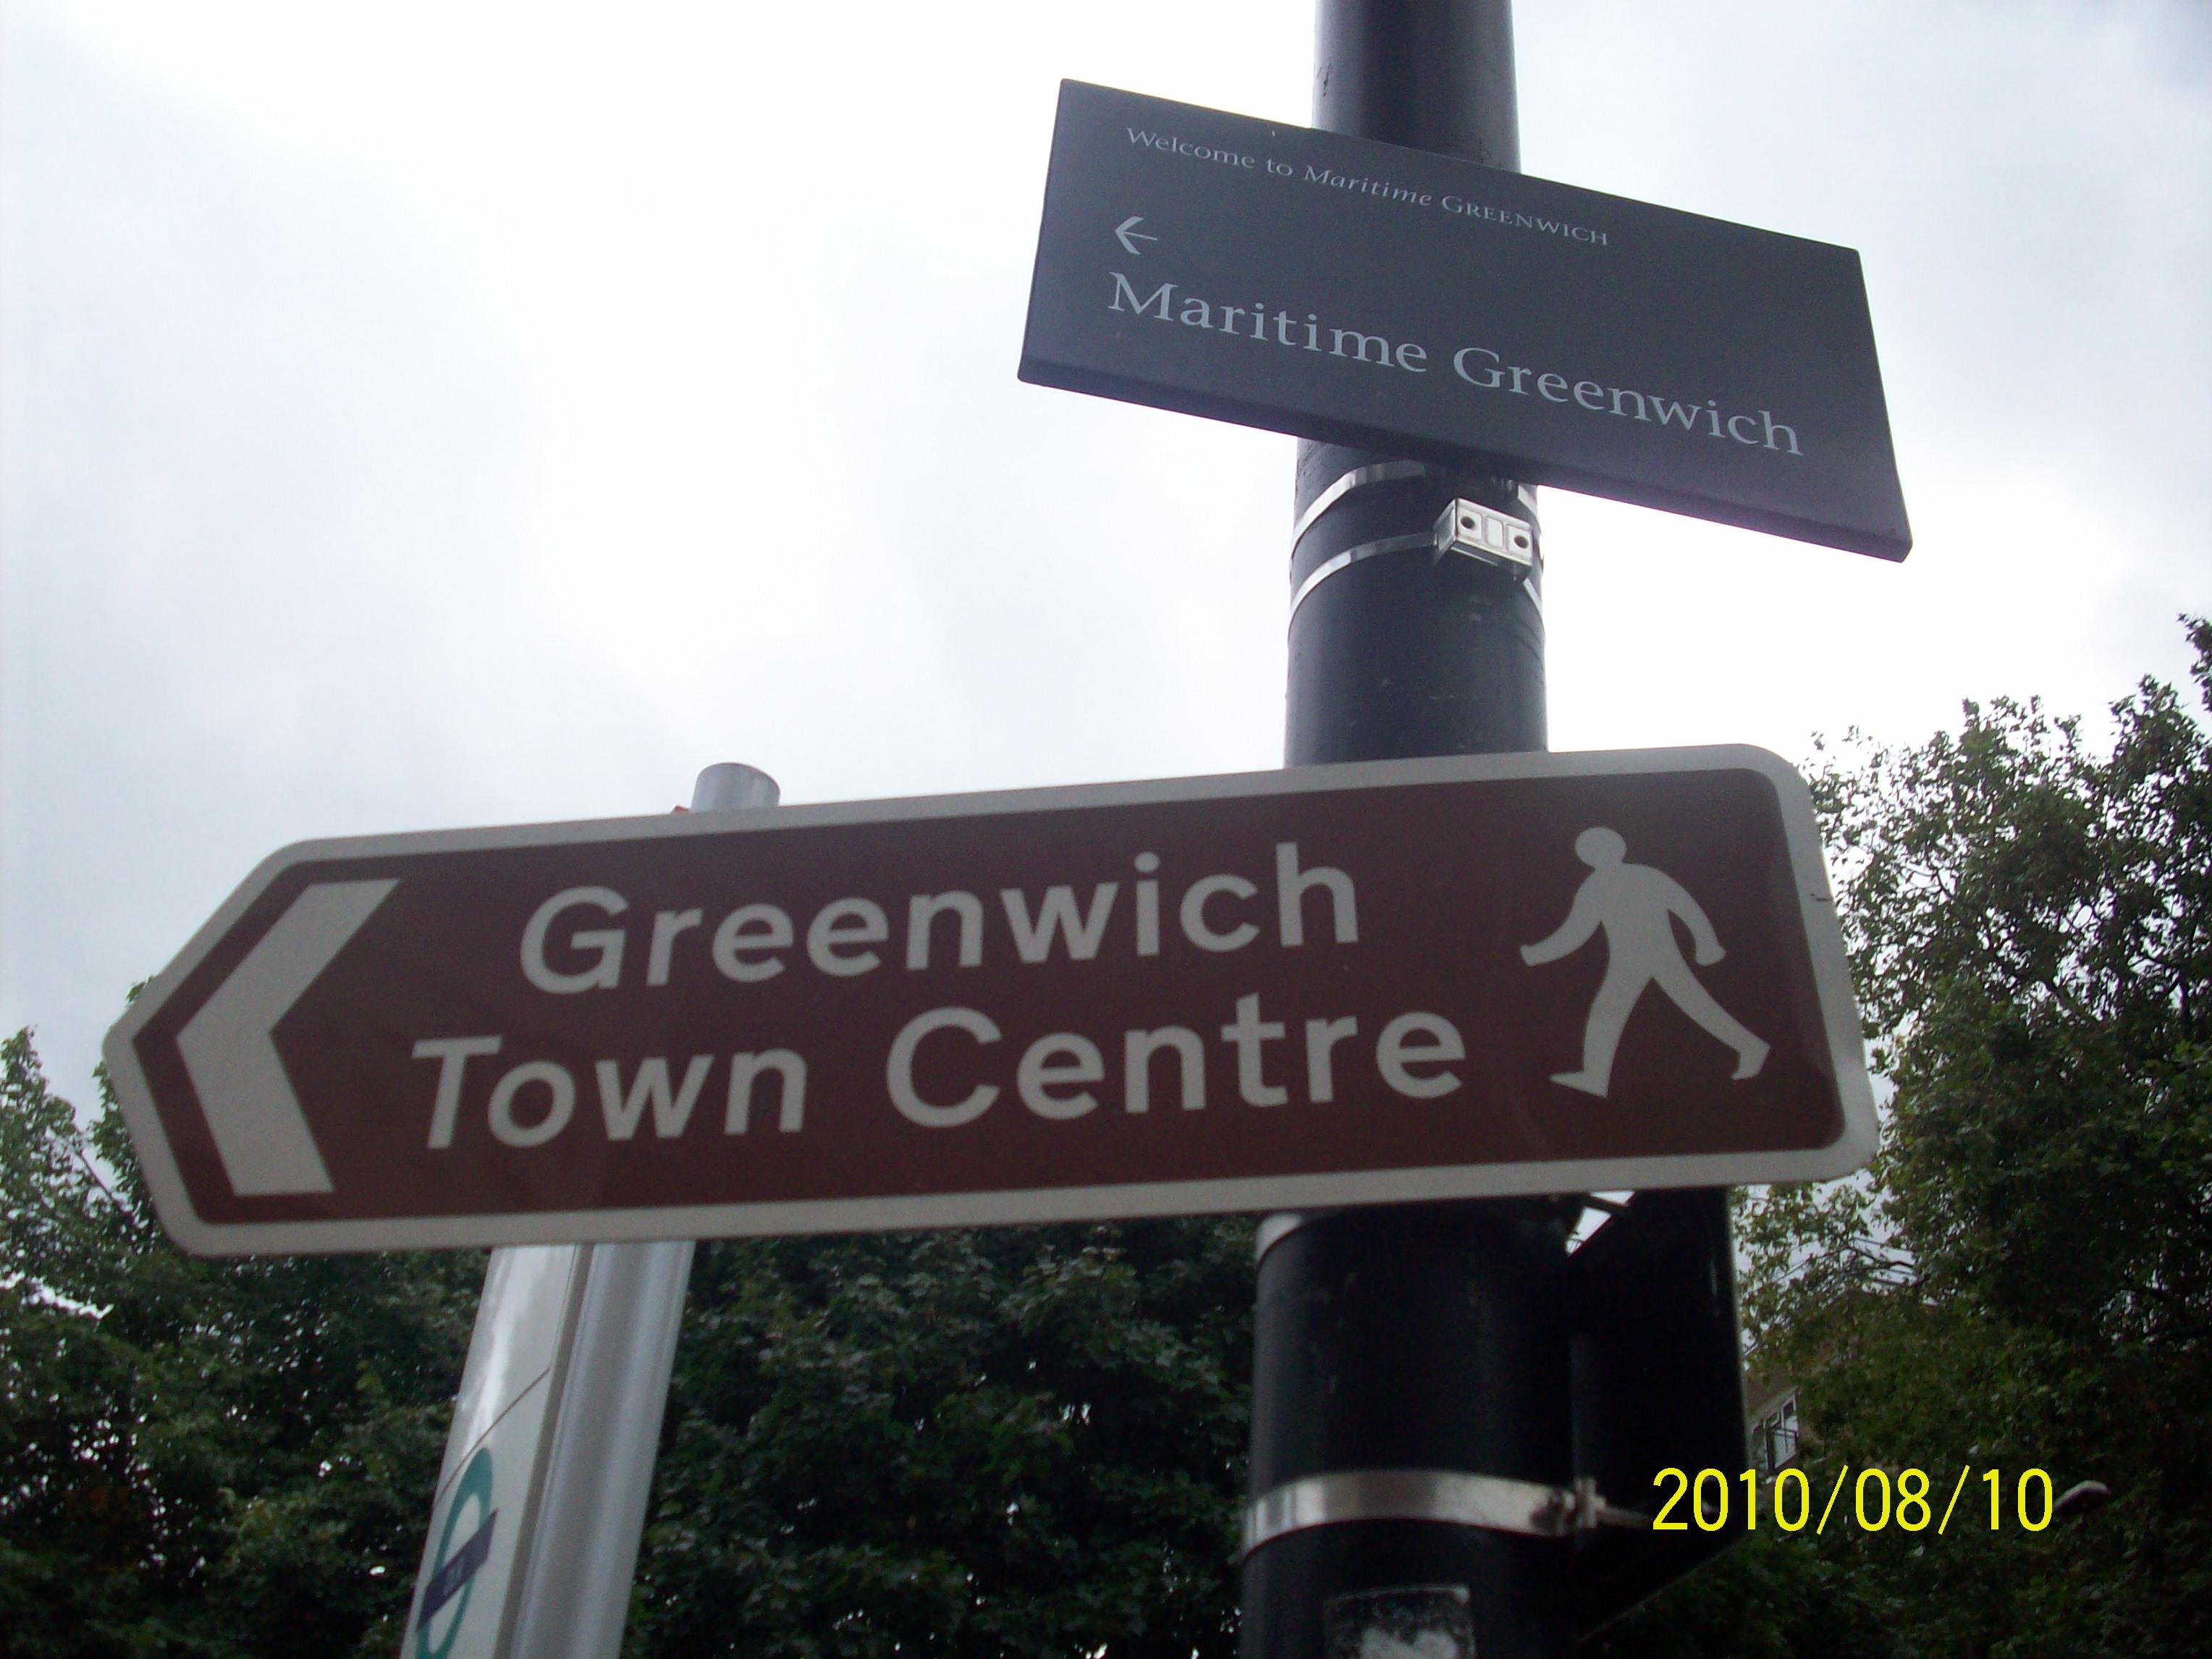 Welcome to Maritime GREENWICH
←
Maritime Greenwich
Greenwich
Town Centre
2010/08/10